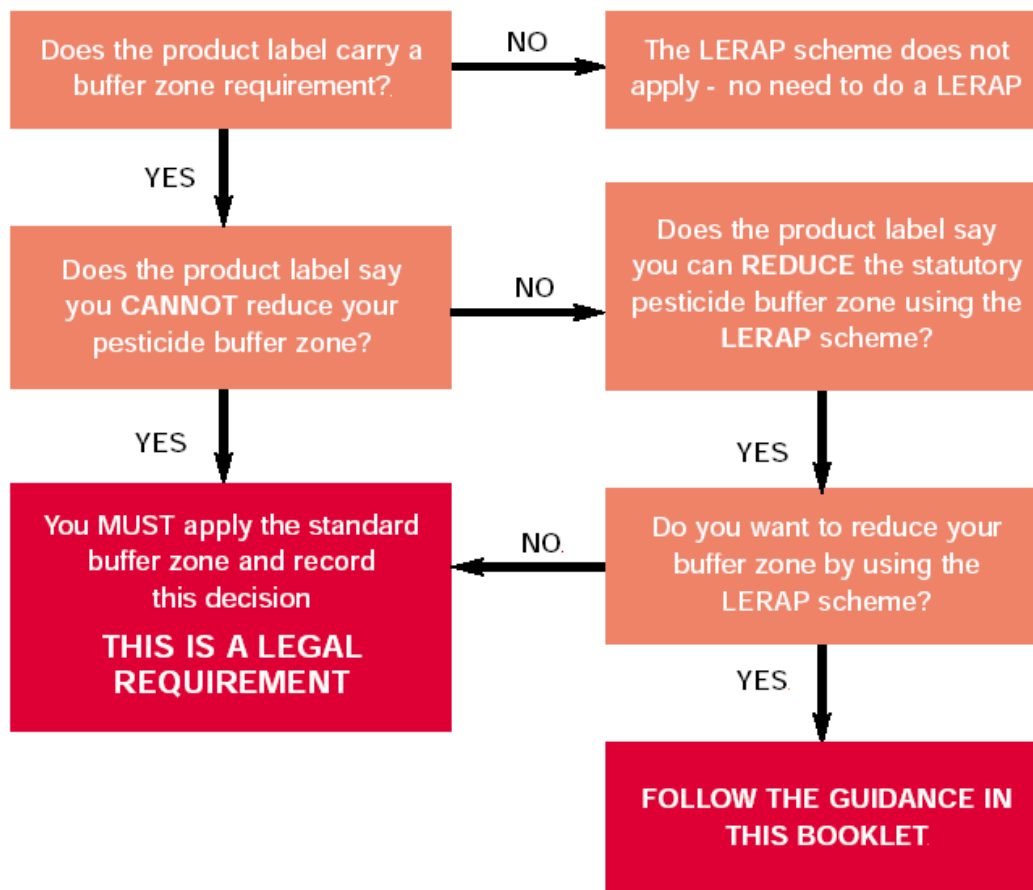 Does the product label carry a
buffer zone requirement?
NO
The LERAP scheme does not
apply - no need to do a LERAP
YES
Does the product label say
you CANNOT reduce your
pesticide buffer zone?
NO
Does the product label say
you can REDUCE the statutory
pesticide buffer zone using the
LERAP scheme?
YES
YES
You MUST apply the standard
buffer zone and record
this decision
THIS IS A LEGAL
REQUIREMENT
NO
Do you want to reduce your
buffer zone by using the
LERAP scheme?
YES
FOLLOW THE GUIDANCE IN
THIS BOOKLET